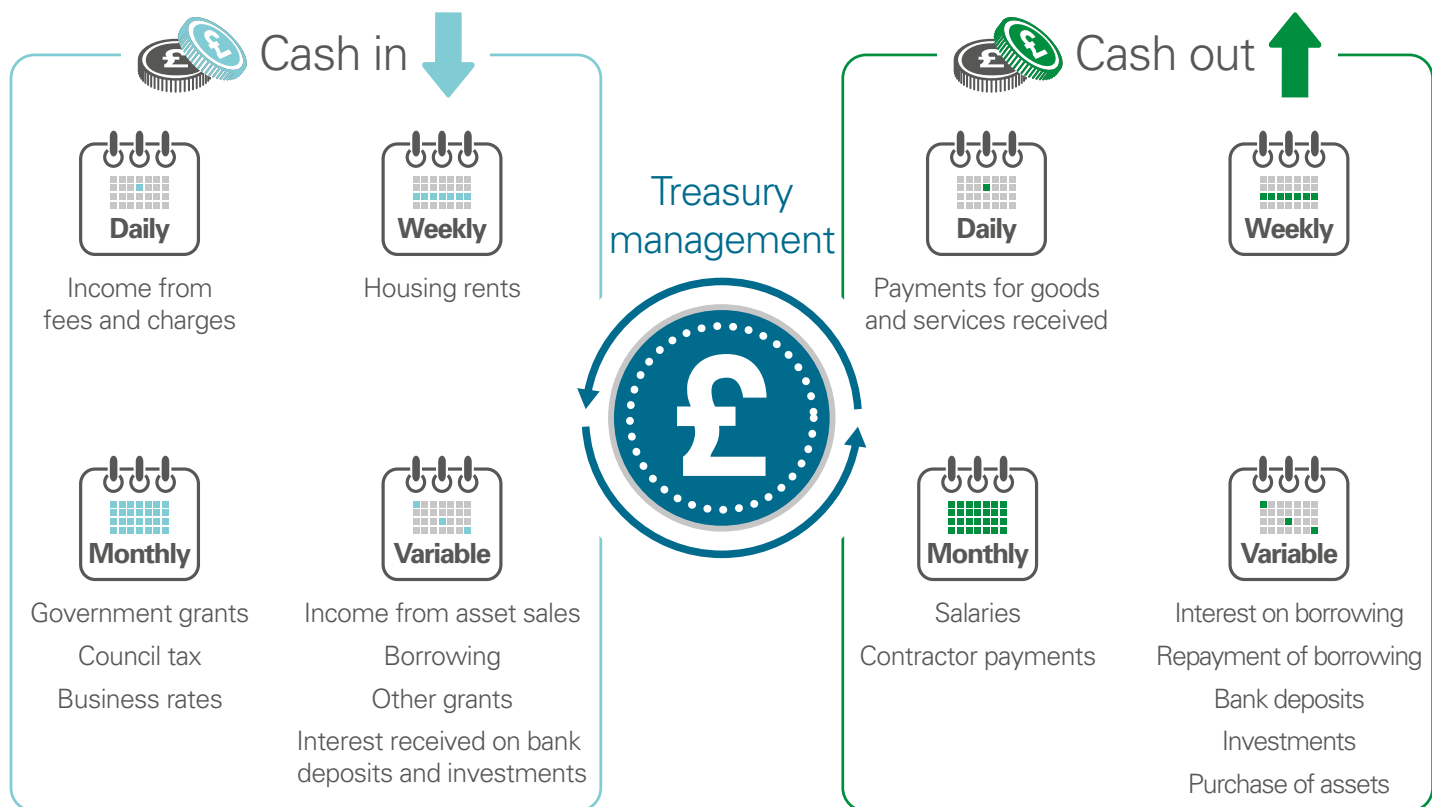 Cash in
Daily
Income from
fees and charges
Weekly
Housing rents
Monthly
Government grants
Council tax
Business rates
Variable
Income from asset sales
Borrowing
Other grants
Interest received on bank
deposits and investments
Treasury
management
£
Cash out
Daily
Payments for goods
and services received
Weekly
Monthly
Salaries
Contractor payments
Variable
Interest on borrowing
Repayment of borrowing
Bank deposits
Investments
Purchase of assets